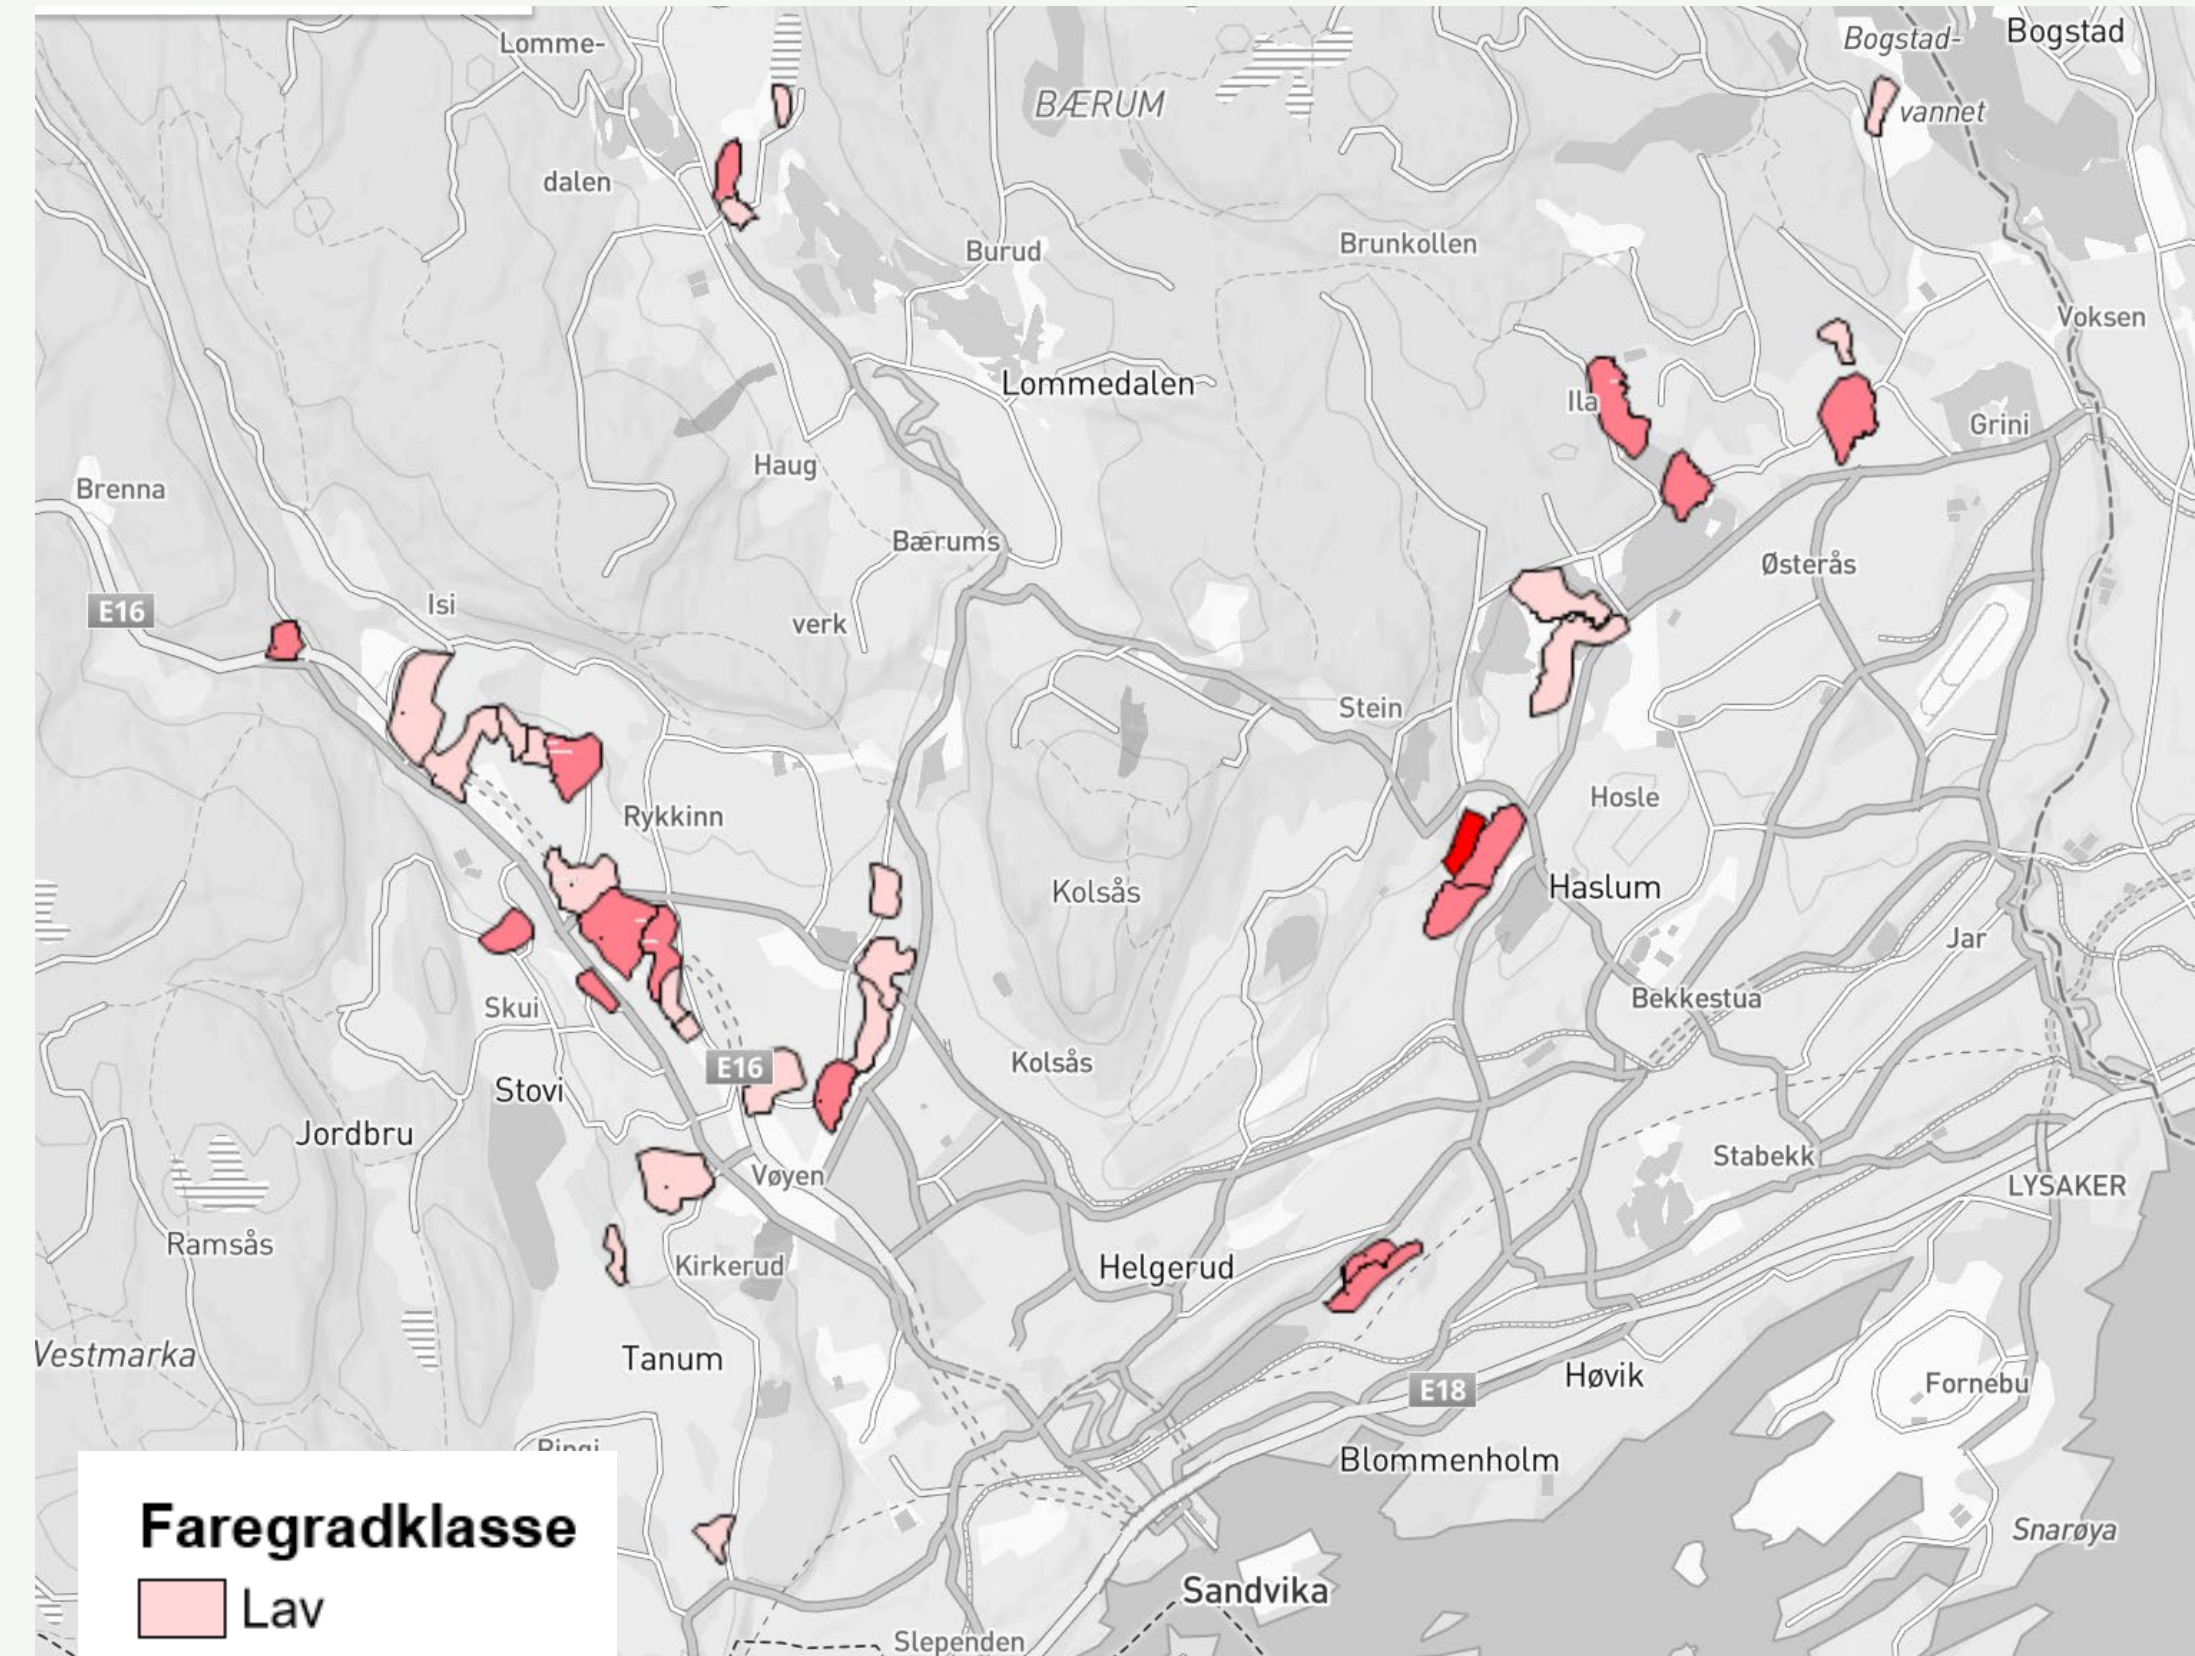 Lomme-
Bogstad-
Bogstad
BÆRUM
vannet
dalen
Brunkollen
Burud
Voksen
Lommedalen
Ila
Grini
Haug
Brenna
Bærums
Østerås
Isi
E16
verk
Stein
Hosle
Rykkinn
Kolsås
Haslum
Jar
Skui
Bekkestua
Kolsås
E16
Stovi
Jordbru
Stabekk
Vøyen
LYSAKER
Ramsås
Kirkerud
Helgerud
Vestmarka
Tanum
Høvik
E18
Fornebu
Blommenholm
Faregradklasse
Snarøya
Sandvika
Lav
Slependen